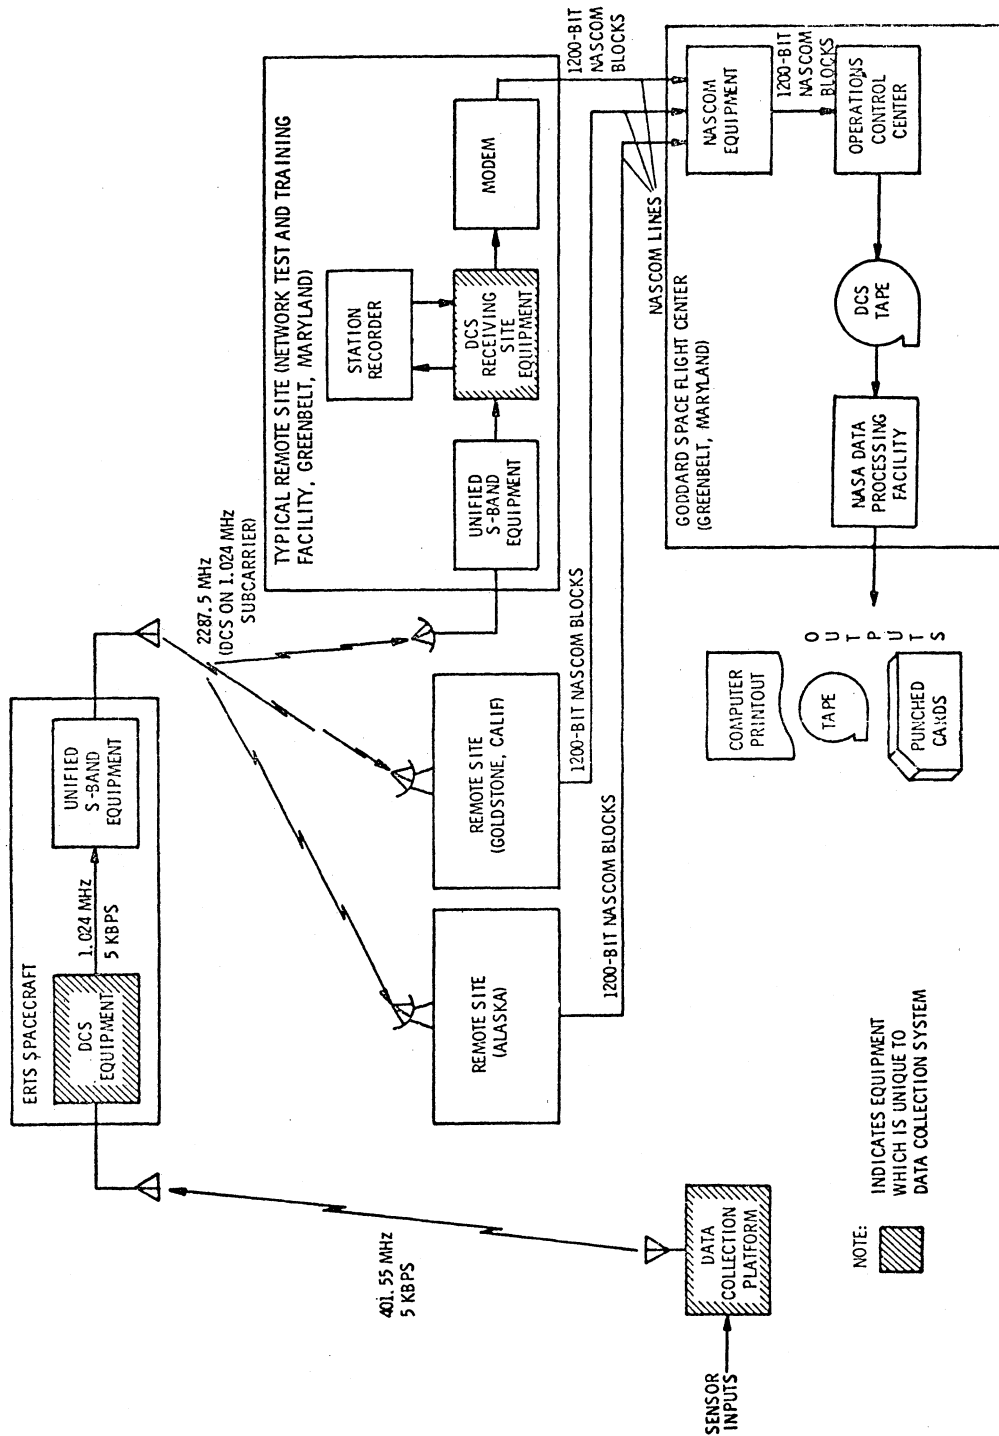 ERTS SPACECRAFT
DCS
EQUIPMENT
1.024 MHz
5 KBPS
UNIFIED
S-BAND
EQUIPMENT
401.55 MHz
5 KBPS
2287.5 MHz
(DCS ON 1.024 MHz
SUBCARRIER)
SENSOR
INPUTS
DATA
COLLECTION
PLATFORM
REMOTE SITE
(ALASKA)
REMOTE SITE
(GOLDSTONE, CALIF)
1200-BIT NASCOM BLOCKS
1200-BIT NASCOM BLOCKS
TYPICAL REMOTE SITE (NETWORK TEST AND TRAINING
FACILITY, GREENBELT, MARYLAND)
STATION
RECORDER
UNIFIED
S-BAND
EQUIPMENT
DCS
RECEIVING
SITE
EQUIPMENT
MODEM
1200-BIT
NASCOM
BLOCKS
NASCOM LINES
GODDARD SPACE FLIGHT CENTER
(GREENBELT, MARYLAND)
NASCOM
EQUIPMENT
1200-BIT
NASCOM
BLOCKS
OPERATIONS
CONTROL
CENTER
DCS
TAPE
NASA DATA
PROCESSING
FACILITY
COMPUTER
PRINTOUT
TAPE
PUNCHED
CARDS
OUTPUTS
NOTE:
INDICATES EQUIPMENT
WHICH IS UNIQUE TO
DATA COLLECTION SYSTEM